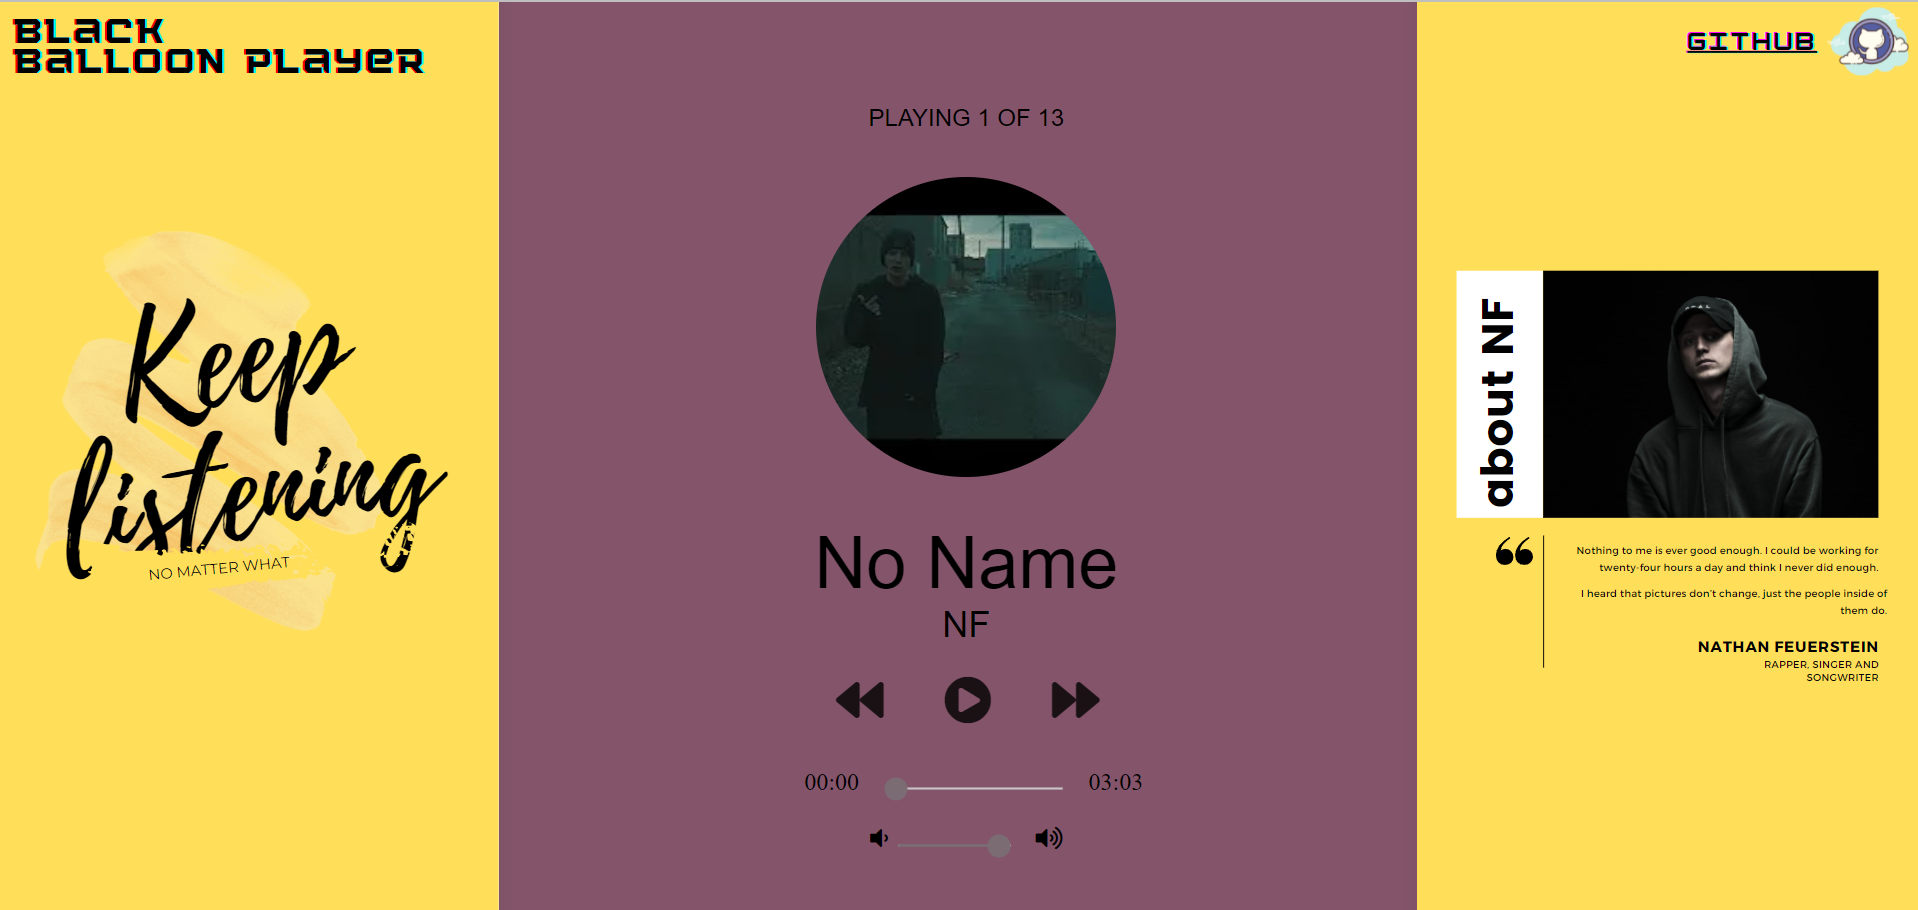 BLACK
BALLOON PLAYER
GITHUB
PLAYING 1 OF 13
Keep
listening
NO MATTER WHAT
No Name
NF
00:00
03:03
about NF
“
Nothing to me is ever good enough. I could be working for
twenty-four hours a day and think I never did enough.
I heard that pictures don't change, just the people inside of
them do.
NATHAN FEUERSTEIN
RAPPER, SINGER AND
SONGWRITER